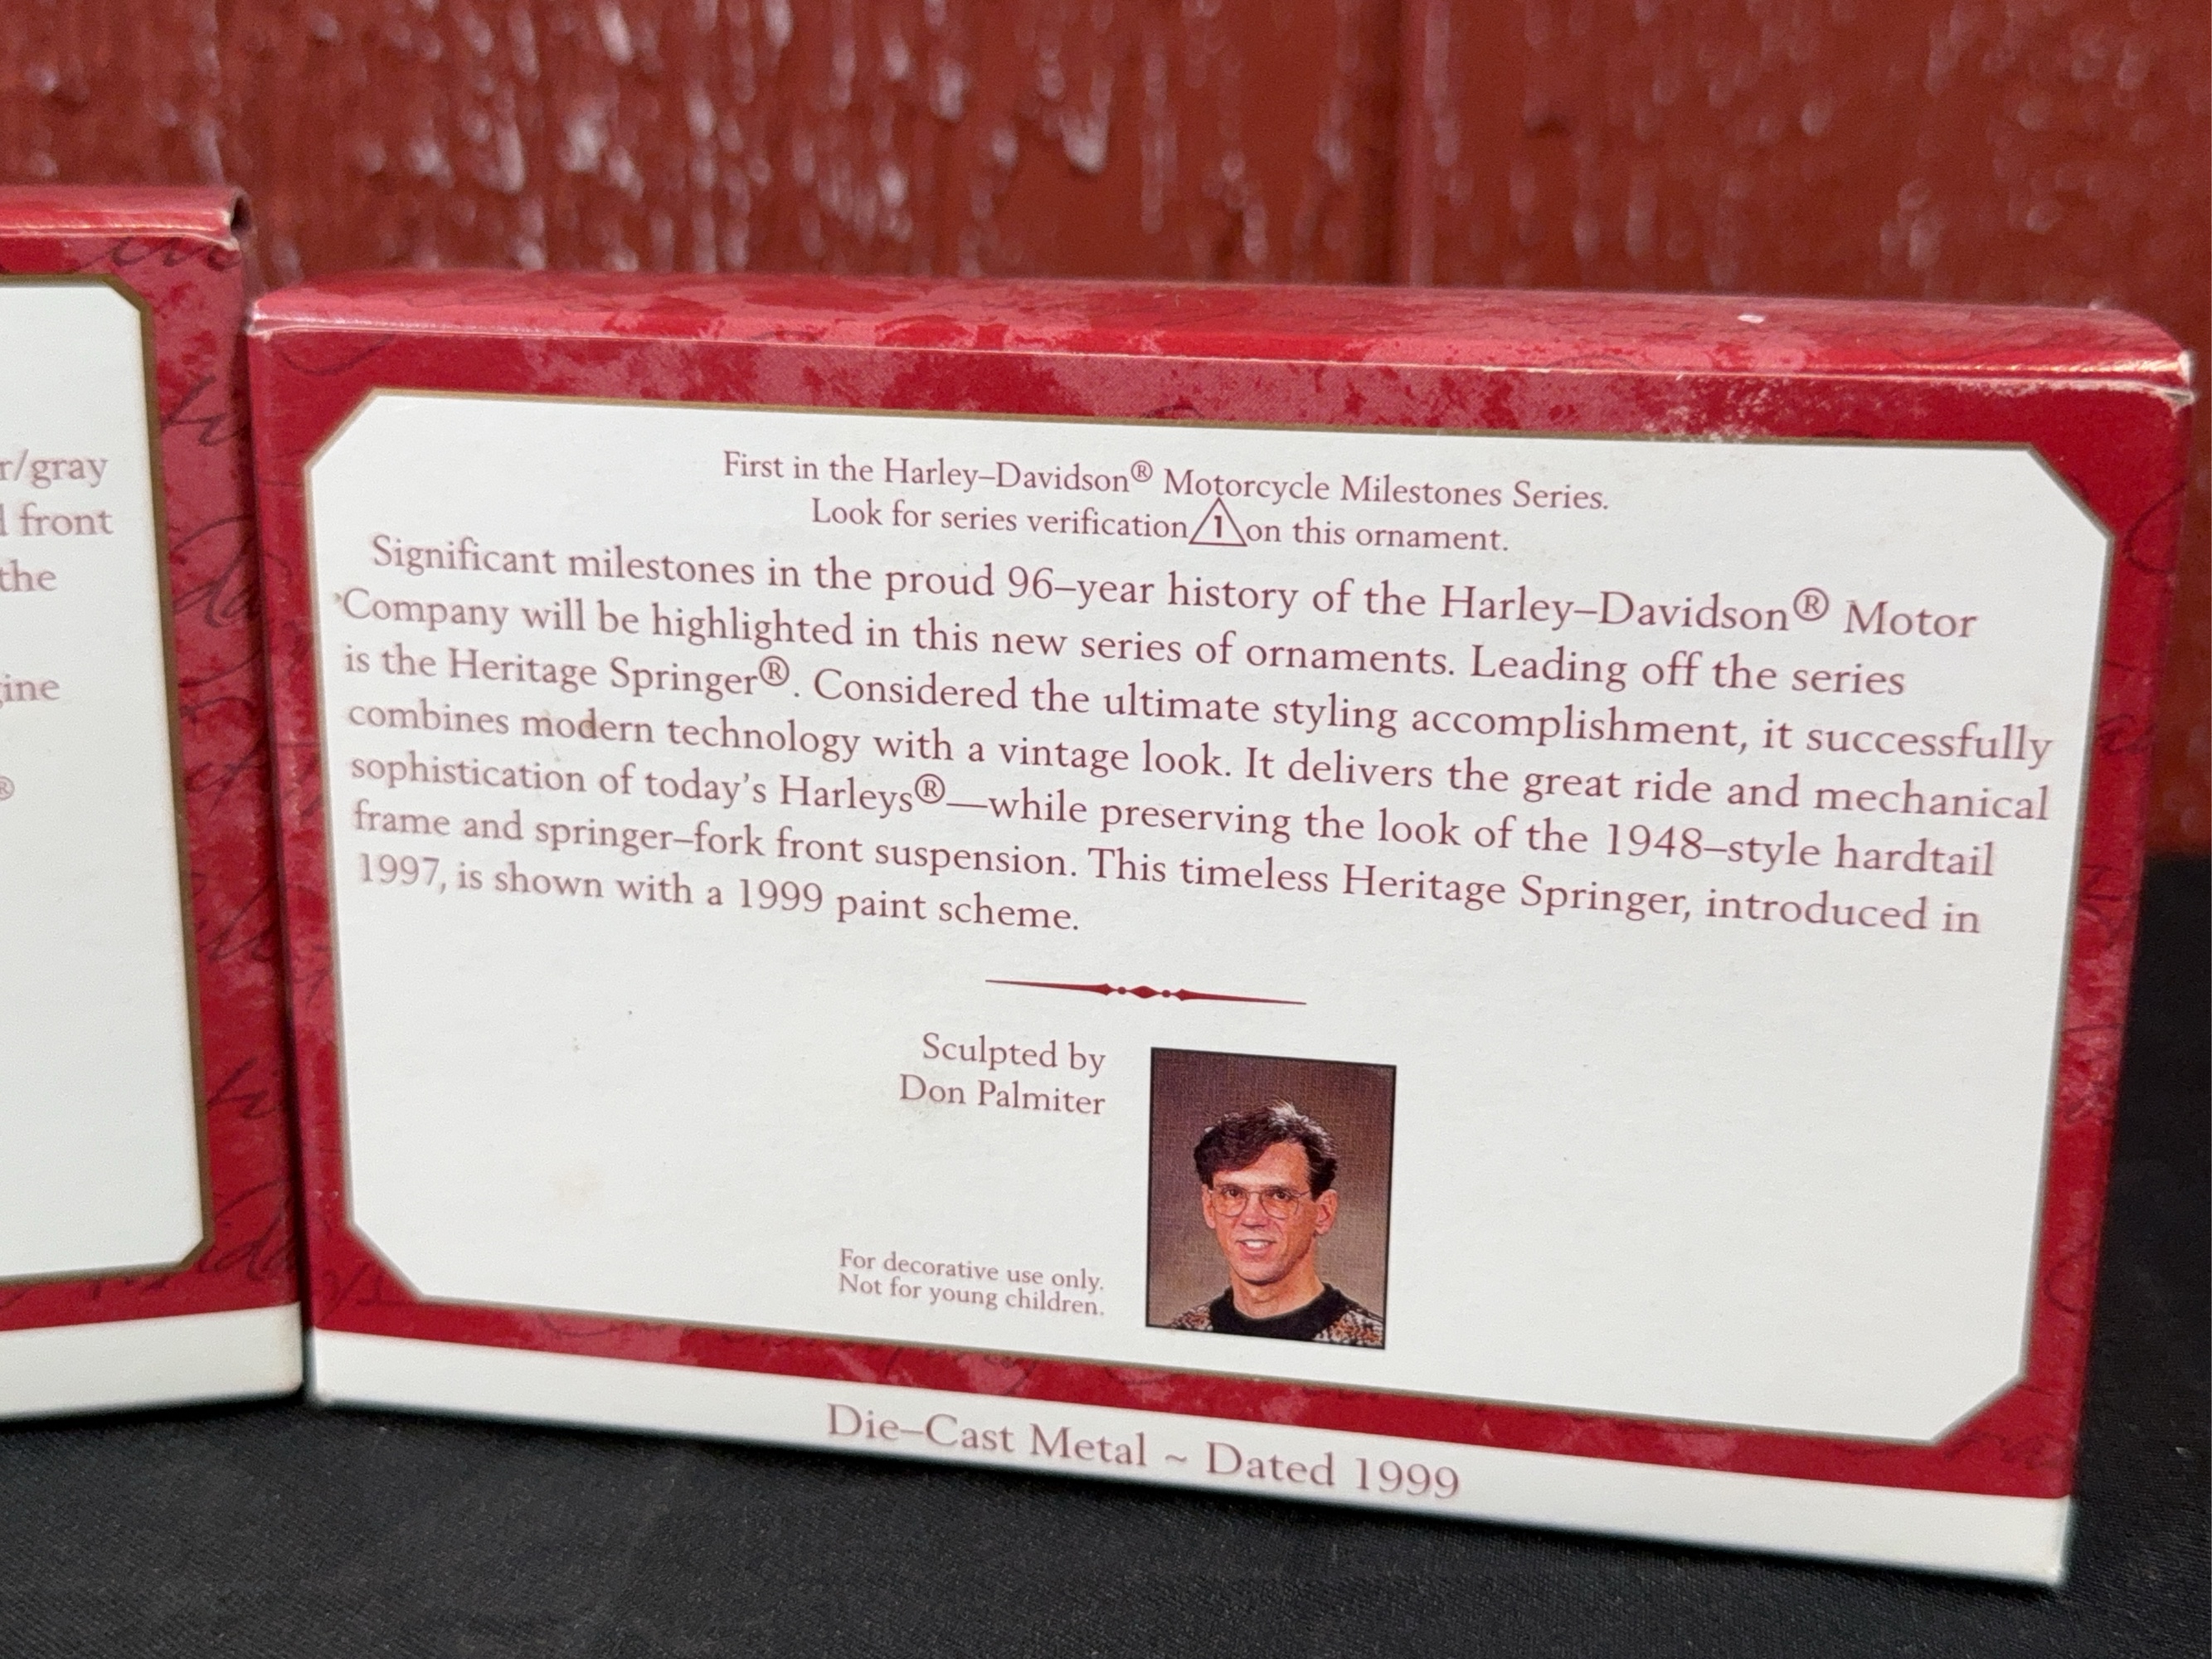 r/gray
front
the
ine
®
First in the Harley–Davidson® Motorcycle Milestones Series.
Look for series verification 1 on this ornament.
Significant milestones in the proud 96–year history of the Harley–Davidson® Motor
Company will be highlighted in this new series of ornaments. Leading off the series
is the Heritage Springer®. Considered the ultimate styling accomplishment, it successfully
combines modern technology with a vintage look. It delivers the great ride and mechanical
sophistication of today's Harleys®—while preserving the look of the 1948–style hardtail
frame and springer–fork front suspension. This timeless Heritage Springer, introduced in
1997, is shown with a 1999 paint scheme.
Sculpted by
Don Palmiter
For decorative use only.
Not for young children.
Die–Cast Metal ~ Dated 1999